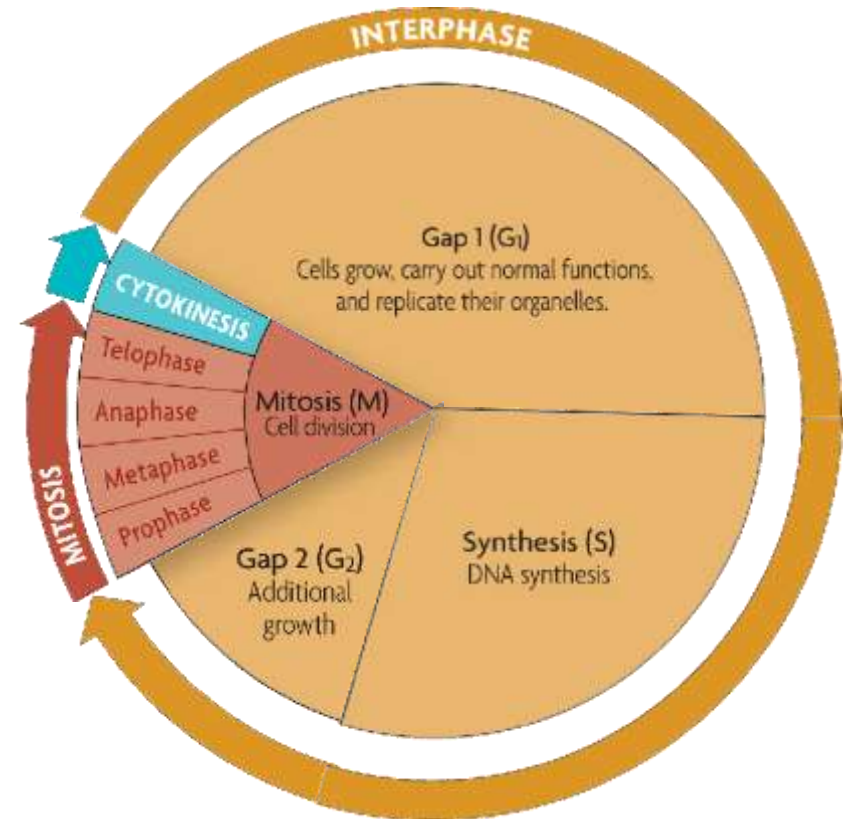 INTERPHASE
Gap 1 (G₁)
Cells grow, carry out normal functions,
and replicate their organelles.
CYTOKINESIS
Telophase
Anaphase
Metaphase
Prophase
Mitosis (M)
Cell division
MITOSIS
Gap 2 (G₂)
Additional
growth
Synthesis (S)
DNA synthesis